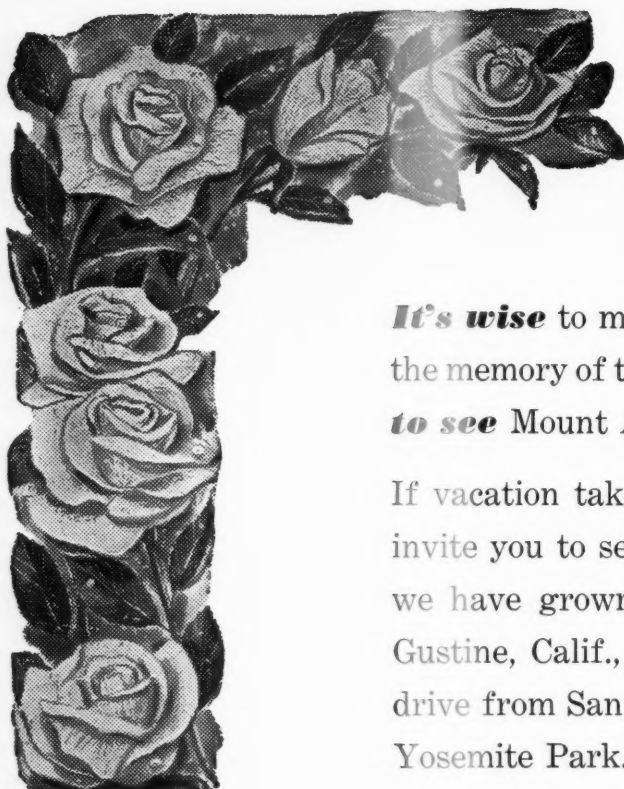 It's wise to m
the memory of t
to see Mount
If vacation tak
invite you to se
we have grown
Gustine, Calif.,
drive from San
Yosemite Park.